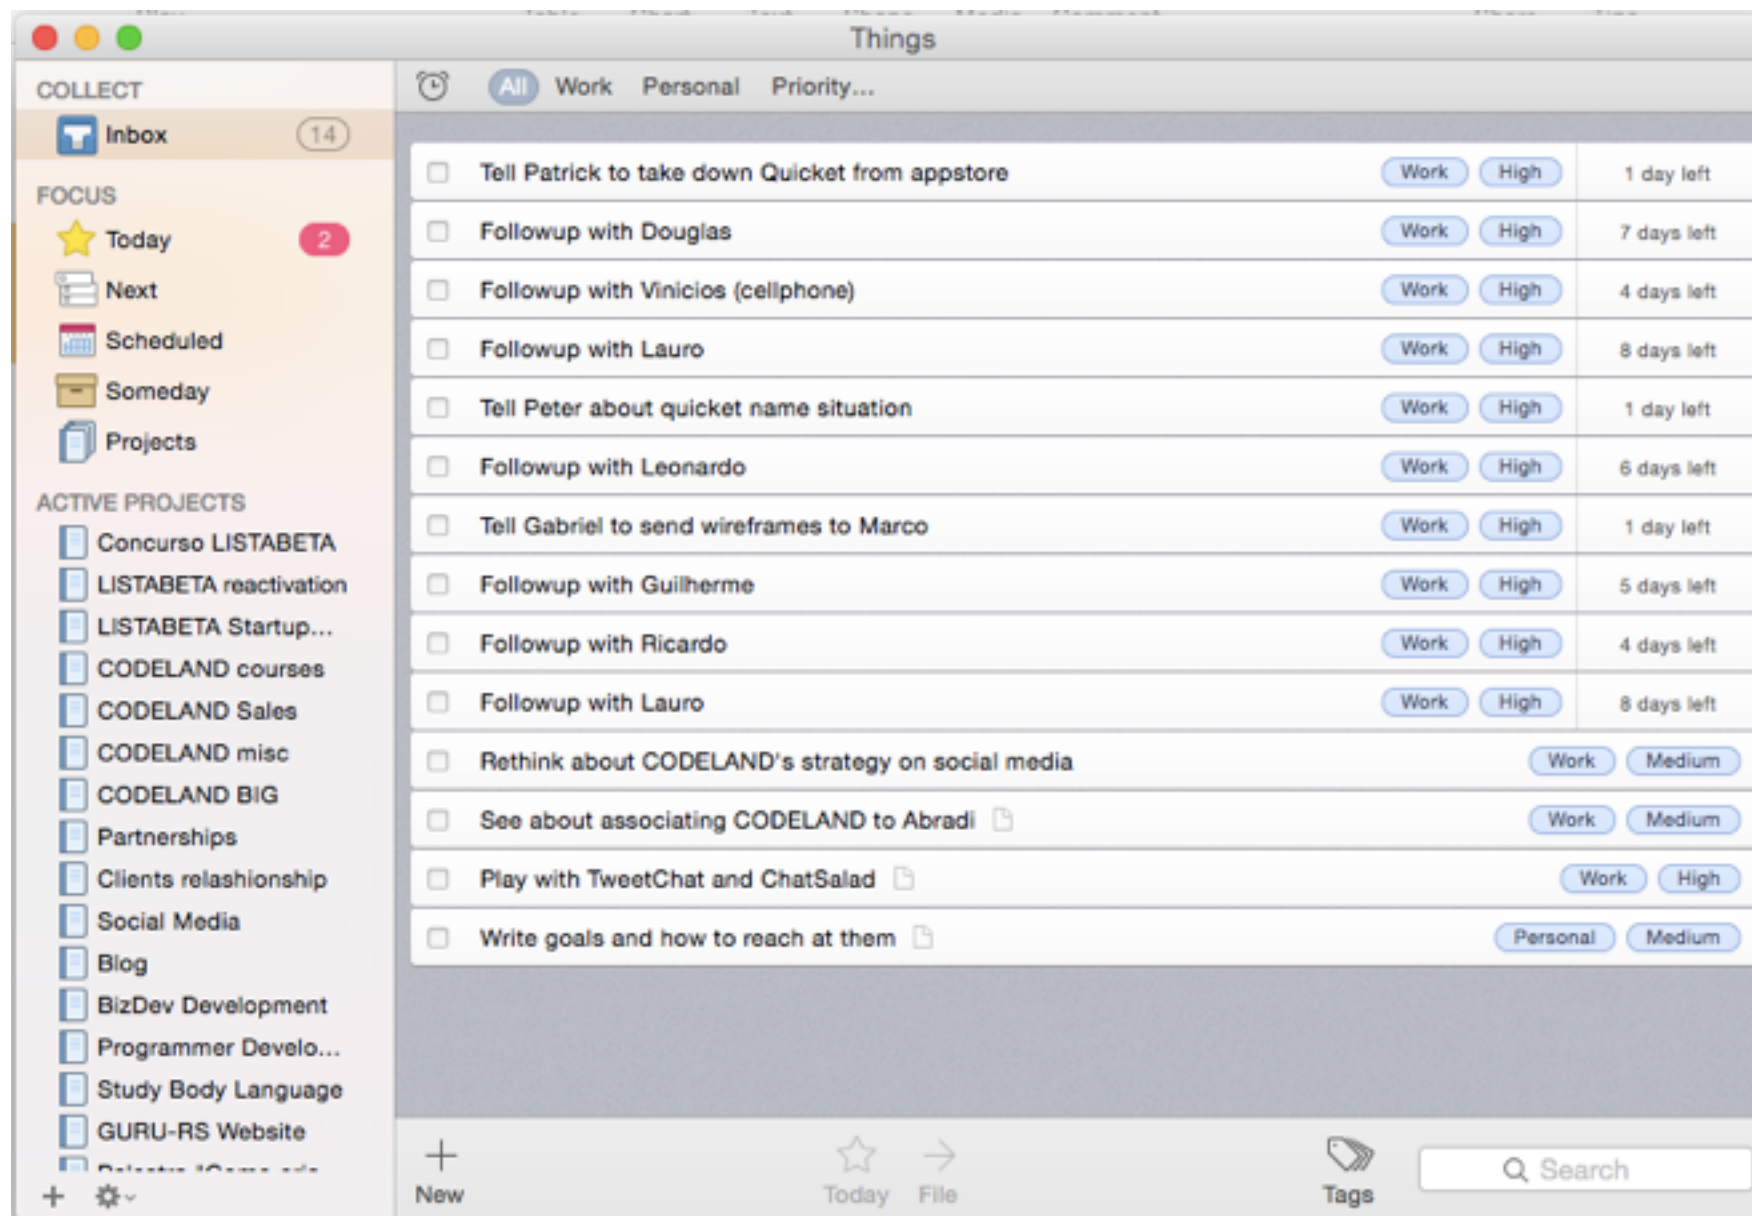 Things
COLLECT
Inbox 14
FOCUS
Today 2
Next
Scheduled
Someday
Projects
ACTIVE PROJECTS
Concurso LISTABETA
LISTABETA reactivation
LISTABETA Startup...
CODELAND courses
CODELAND Sales
CODELAND misc
CODELAND BIG
Partnerships
Clients relashionship
Social Media
Blog
BizDev Development
Programmer Develo...
Study Body Language
GURU-RS Website
All Work Personal Priority...
Tell Patrick to take down Quicket from appstore Work High 1 day left
Followup with Douglas Work High 7 days left
Followup with Vinicios (cellphone) Work High 4 days left
Followup with Lauro Work High 8 days left
Tell Peter about quicket name situation Work High 1 day left
Followup with Leonardo Work High 6 days left
Tell Gabriel to send wireframes to Marco Work High 1 day left
Followup with Guilherme Work High 5 days left
Followup with Ricardo Work High 4 days left
Followup with Lauro Work High 8 days left
Rethink about CODELAND's strategy on social media Work Medium
See about associating CODELAND to Abradi Work Medium
Play with TweetChat and ChatSalad Work High
Write goals and how to reach at them Personal Medium
New Today File Tags Search